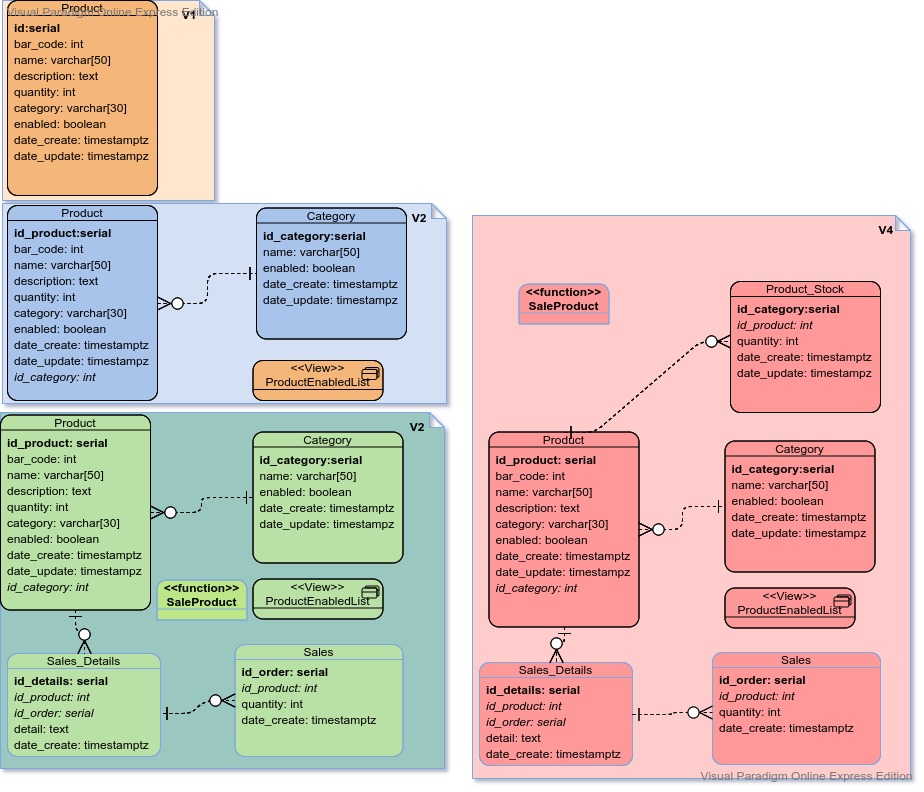 Visual Paradigm Online Express Edition
V1
Product
id:serial
bar_code: int
name: varchar[50]
description: text
quantity: int
category: varchar[30]
enabled: boolean
date_create: timestamptz
date_update: timestampz
V2
Product
id_product:serial
bar_code: int
name: varchar[50]
description: text
quantity: int
category: varchar[30]
enabled: boolean
date_create: timestamptz
date_update: timestampz
id_category: int
Category
id_category:serial
name: varchar[50]
enabled: boolean
date_create: timestamptz
date_update: timestampz
<<View>>
ProductEnabledList
V2
Product
id_product: serial
bar_code: int
name: varchar[50]
description: text
quantity: int
category: varchar[30]
enabled: boolean
date_create: timestamptz
date_update: timestampz
id_category: int
Category
id_category:serial
name: varchar[50]
enabled: boolean
date_create: timestamptz
date_update: timestampz
<<function>>
SaleProduct
<<View>>
ProductEnabledList
Sales_Details
id_details: serial
id_product: int
id_order: serial
detail: text
date_create: timestamptz
Sales
id_order: serial
id_product: int
quantity: int
date_create: timestamptz
V4
<<function>>
SaleProduct
Product_Stock
id_category:serial
id_product: int
quantity: int
date_create: timestamptz
date_update: timestampz
Product
id_product: serial
bar_code: int
name: varchar[50]
description: text
category: varchar[30]
enabled: boolean
date_create: timestamptz
date_update: timestampz
id_category: int
Category
id_category:serial
name: varchar[50]
enabled: boolean
date_create: timestamptz
date_update: timestampz
<<View>>
ProductEnabledList
Sales_Details
id_details: serial
id_product: int
id_order: serial
detail: text
date_create: timestamptz
Sales
id_order: serial
id_product: int
quantity: int
date_create: timestamptz
Visual Paradigm Online Express Edition